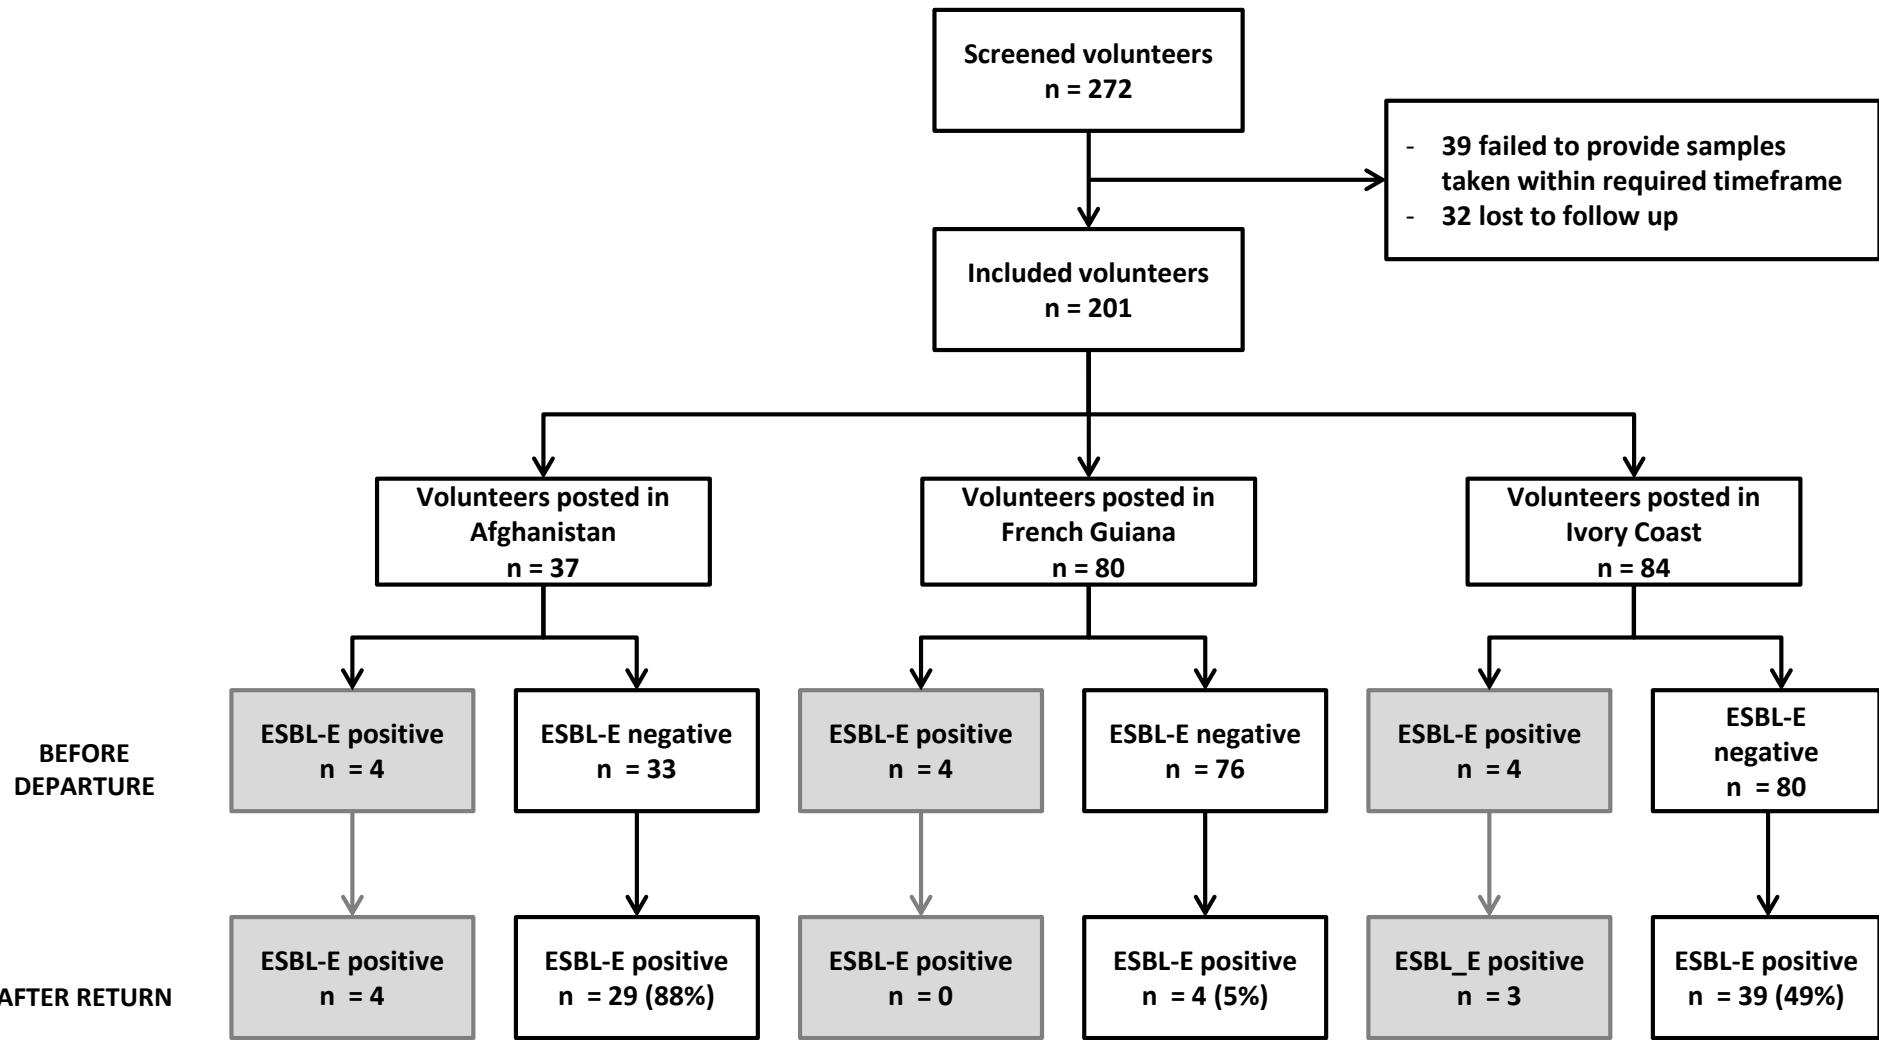 Screened volunteers
n = 272
- 39 failed to provide samples
taken within required timeframe
- 32 lost to follow up
Included volunteers
n = 201
Volunteers posted in
Afghanistan
n = 37
Volunteers posted in
French Guiana
n = 80
Volunteers posted in
Ivory Coast
n = 84
BEFORE
DEPARTURE
ESBL-E positive
n = 4
ESBL-E negative
n = 33
ESBL-E positive
n = 4
ESBL-E negative
n = 76
ESBL-E positive
n = 4
ESBL-E
negative
n = 80
AFTER RETURN
ESBL-E positive
n = 4
ESBL-E positive
n = 29 (88%)
ESBL-E positive
n = 0
ESBL-E positive
n = 4 (5%)
ESBL_E positive
n = 3
ESBL-E positive
n = 39 (49%)